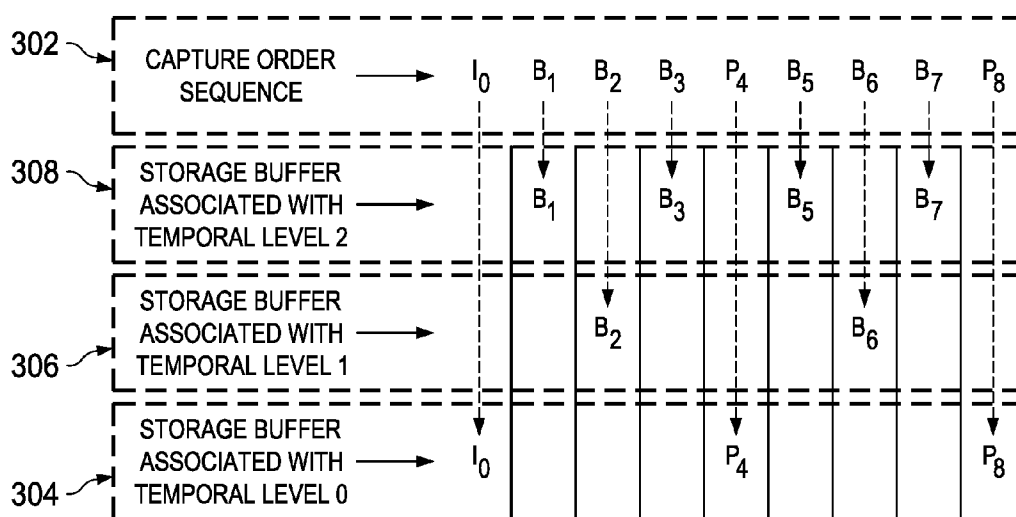 302
CAPTURE ORDER
SEQUENCE
I0 B1 B2 B3 P4 B5 B6 B7 P8
308
STORAGE BUFFER
ASSOCIATED WITH
TEMPORAL LEVEL 2
B1 B3 B5 B7
306
STORAGE BUFFER
ASSOCIATED WITH
TEMPORAL LEVEL 1
B2 B6
304
STORAGE BUFFER
ASSOCIATED WITH
TEMPORAL LEVEL 0
I0 P4 P8